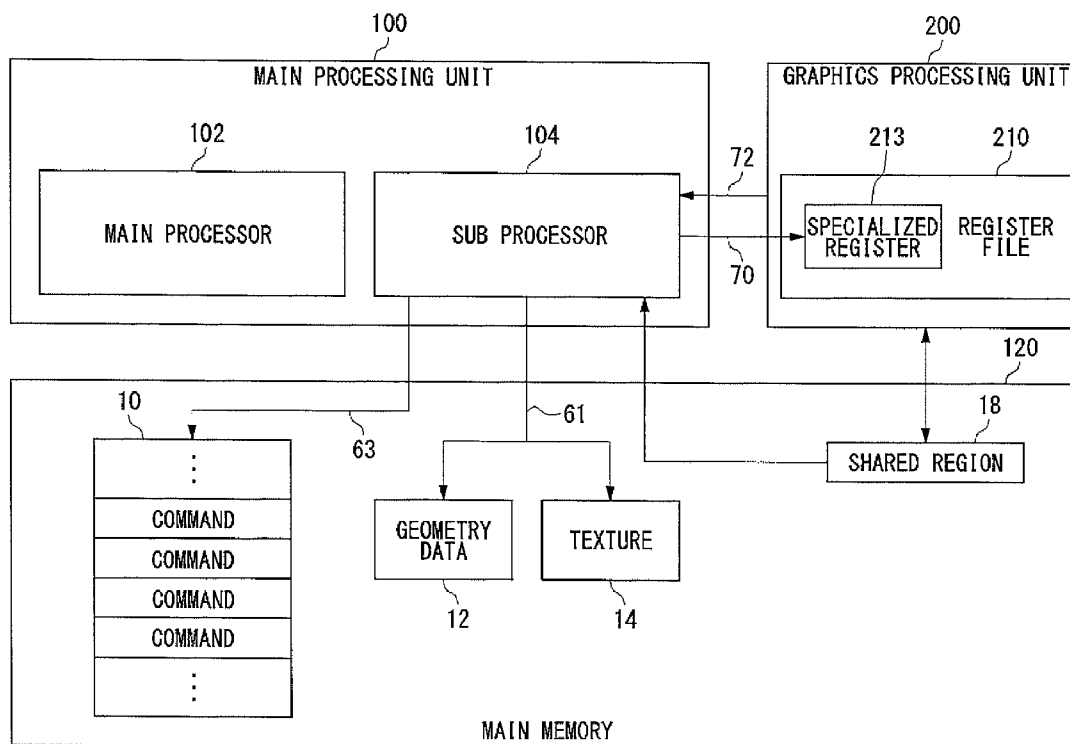 100
200
MAIN PROCESSING UNIT
GRAPHICS PROCESSING UNIT
102
104
213
210
72
MAIN PROCESSOR
SUB PROCESSOR
SPECIALIZED
REGISTER
REGISTER
FILE
70
120
10
63
61
18
SHARED REGION
COMMAND
COMMAND
COMMAND
COMMAND
GEOMETRY
DATA
TEXTURE
12
14
MAIN MEMORY